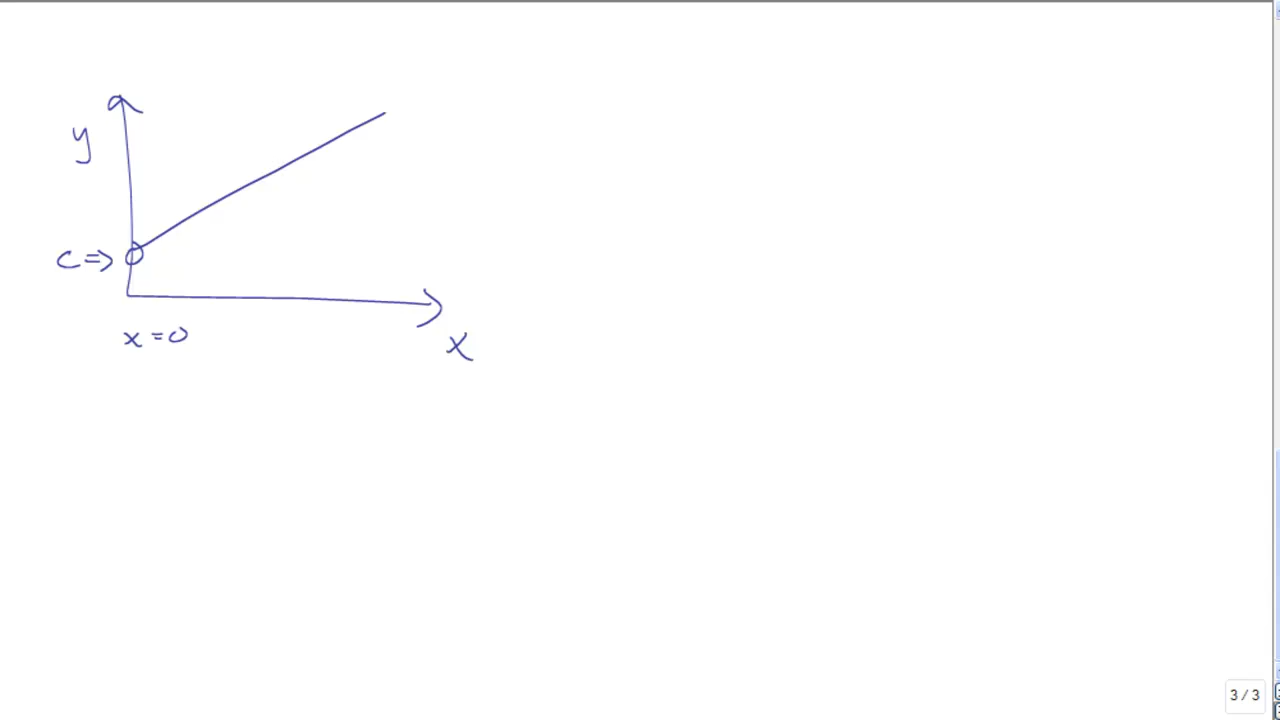 y
c =>
x = 0
x
3 / 3